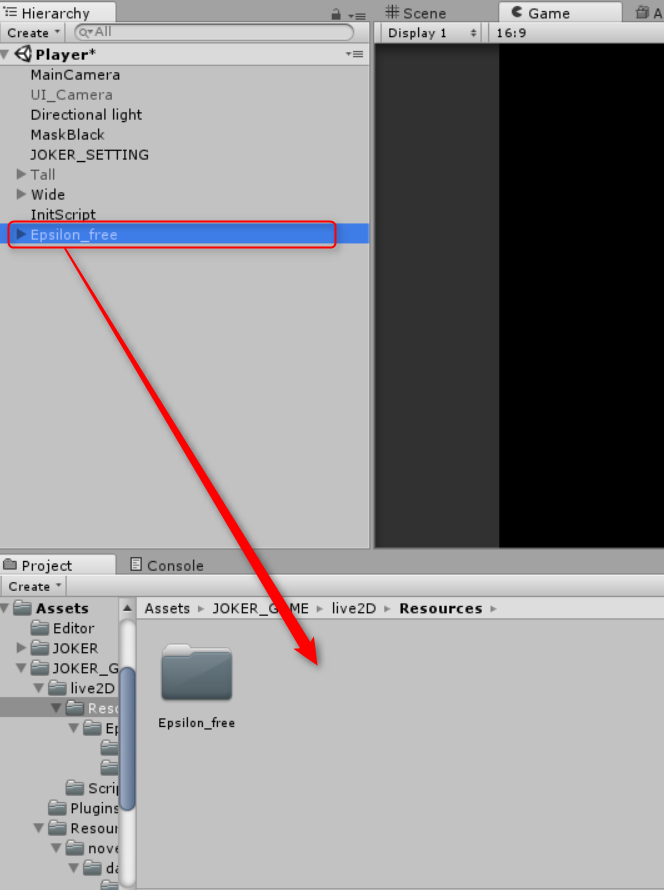 Hierarchy
Create
All
Player*
MainCamera
UI_Camera
Directional light
MaskBlack
JOKER_SETTING
Tall
Wide
InitScript
Epsilon_free
Scene
Game
A
Display 1
16:9
Project
Console
Create
Assets
Editor
JOKER
JOKER_G
live2D
Reso
Ep
Scrip
Plugins
Resour
nove
da
Assets JOKER_GAME live2D Resources
Epsilon_free